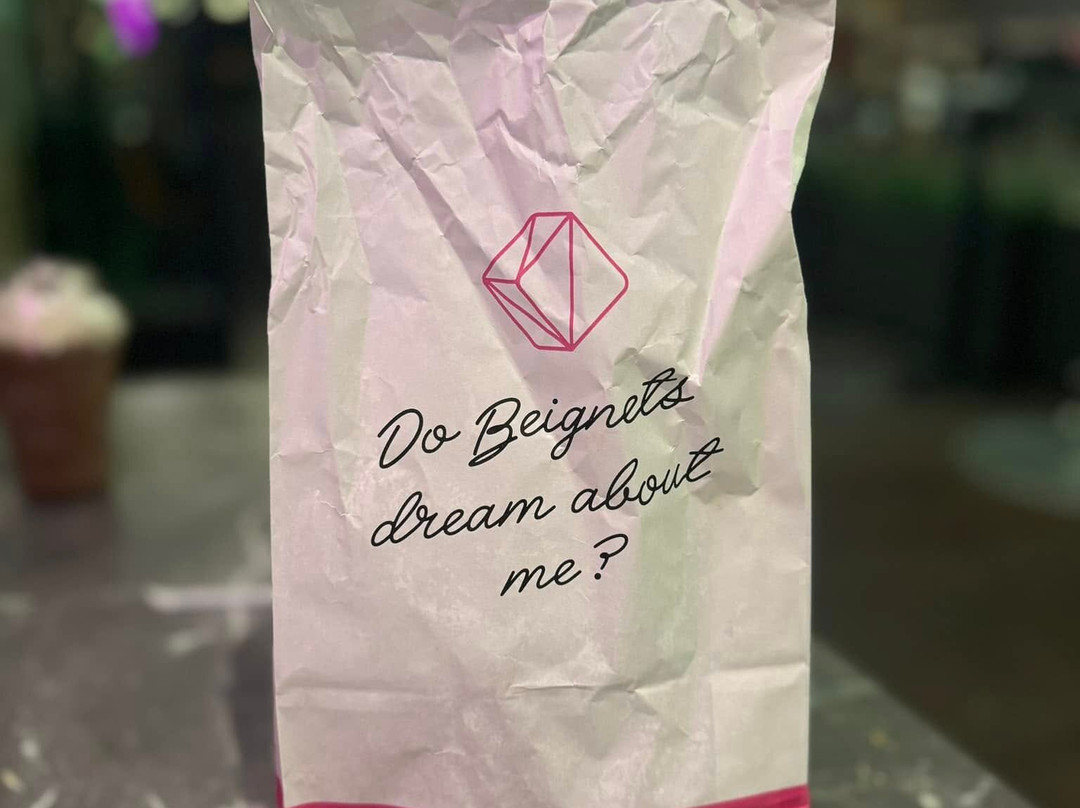 Do Beignets
dream about
me?